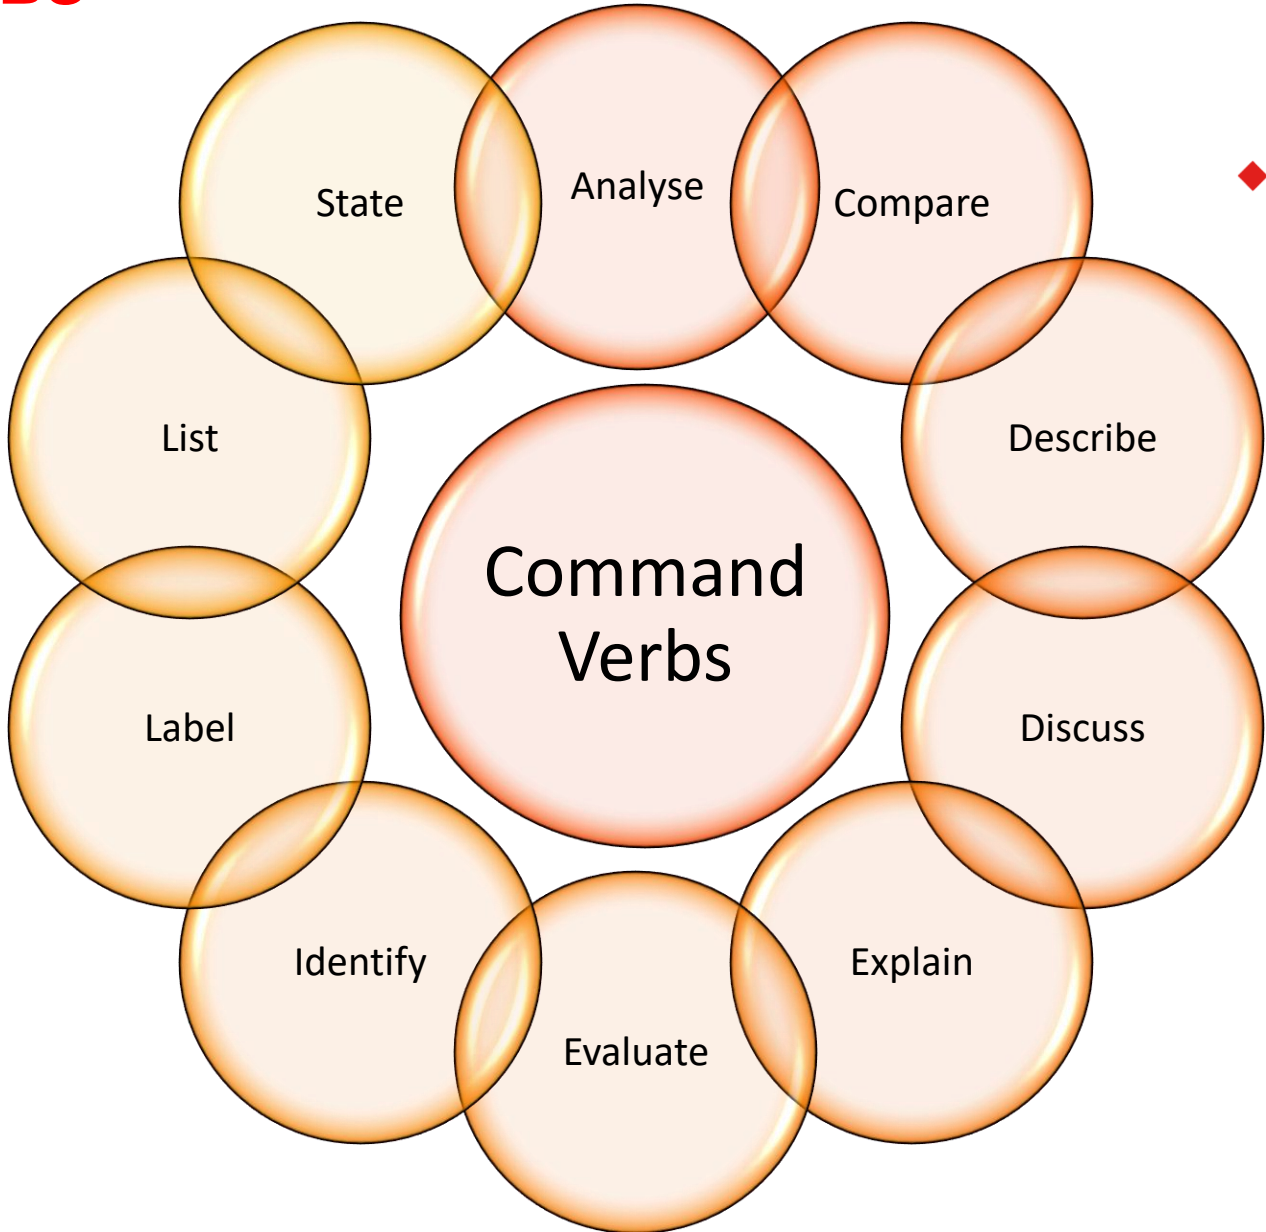 Analyse
Compare
Describe
Discuss
Explain
Evaluate
Identify
Label
List
State
Command
Verbs